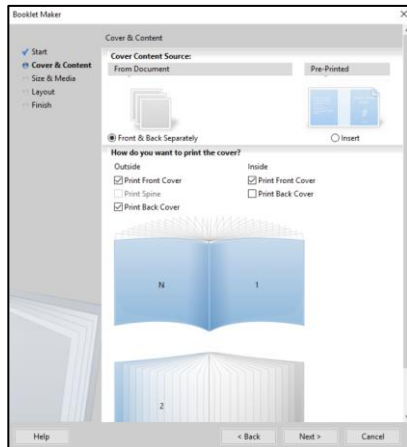 Booklet Maker
Start
Cover & Content
Size & Media
Layout
Finish
Cover & Content
Cover Content Source:
From Document
Pre-Printed
Front & Back Separately
Insert
How do you want to print the cover?
Outside
Inside
Print Front Cover
Print Front Cover
Print Spine
Print Back Cover
Print Back Cover
N
1
2
Help
< Back
Next >
Cancel